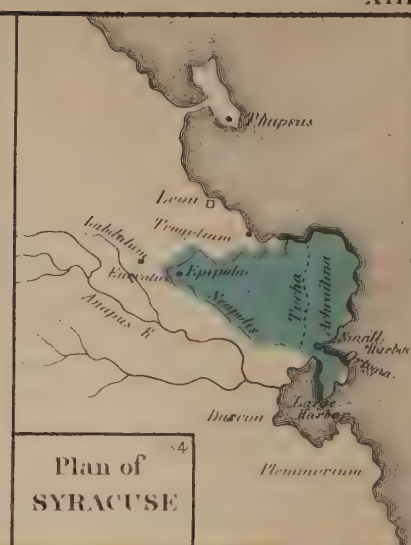 XIII
Thapsus
Leon
Trogilum
Labdalum
Euryalus
Epipolae
Neapolis
Tycha
Achradina
Anapus R
Small
Harbor
Ortygia
Large
Harbor
Dascon
Plemmyrium
4
Plan of
SYRACUSE